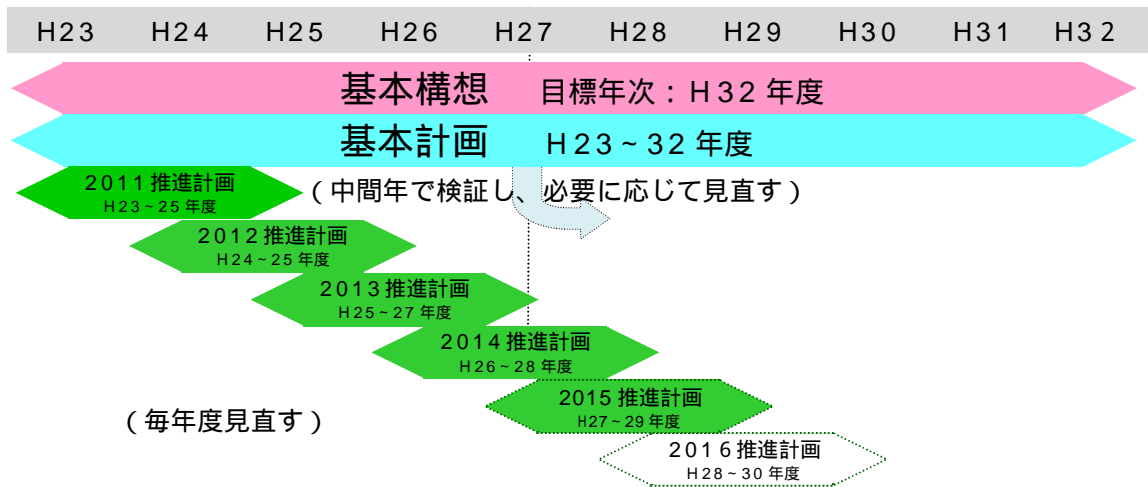 H23 H24 H25 H26 H27 H28 H29 H30 H31 H32
基本構想 目標年次：H32年度
基本計画 H23~32年度
2011推進計画
H23~25年度
（中間年で検証し、必要に応じて見直す）
2012推進計画
H24~25年度
2013推進計画
H25~27年度
2014推進計画
H26~28年度
2015推進計画
H27~29年度
（毎年度見直す）
2016推進計画
H28~30年度